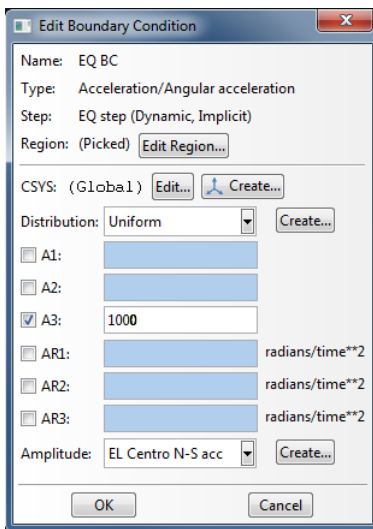 Edit Boundary Condition
Name: EQ BC
Type: Acceleration/Angular acceleration
Step: EQ step (Dynamic, Implicit)
Region: (Picked) Edit Region...
CSYS: (Global) Edit... Create...
Distribution: Uniform Create...
A1:
A2:
A3: 1000
AR1: radians/time**2
AR2: radians/time**2
AR3: radians/time**2
Amplitude: EL Centro N-S acc Create...
OK Cancel